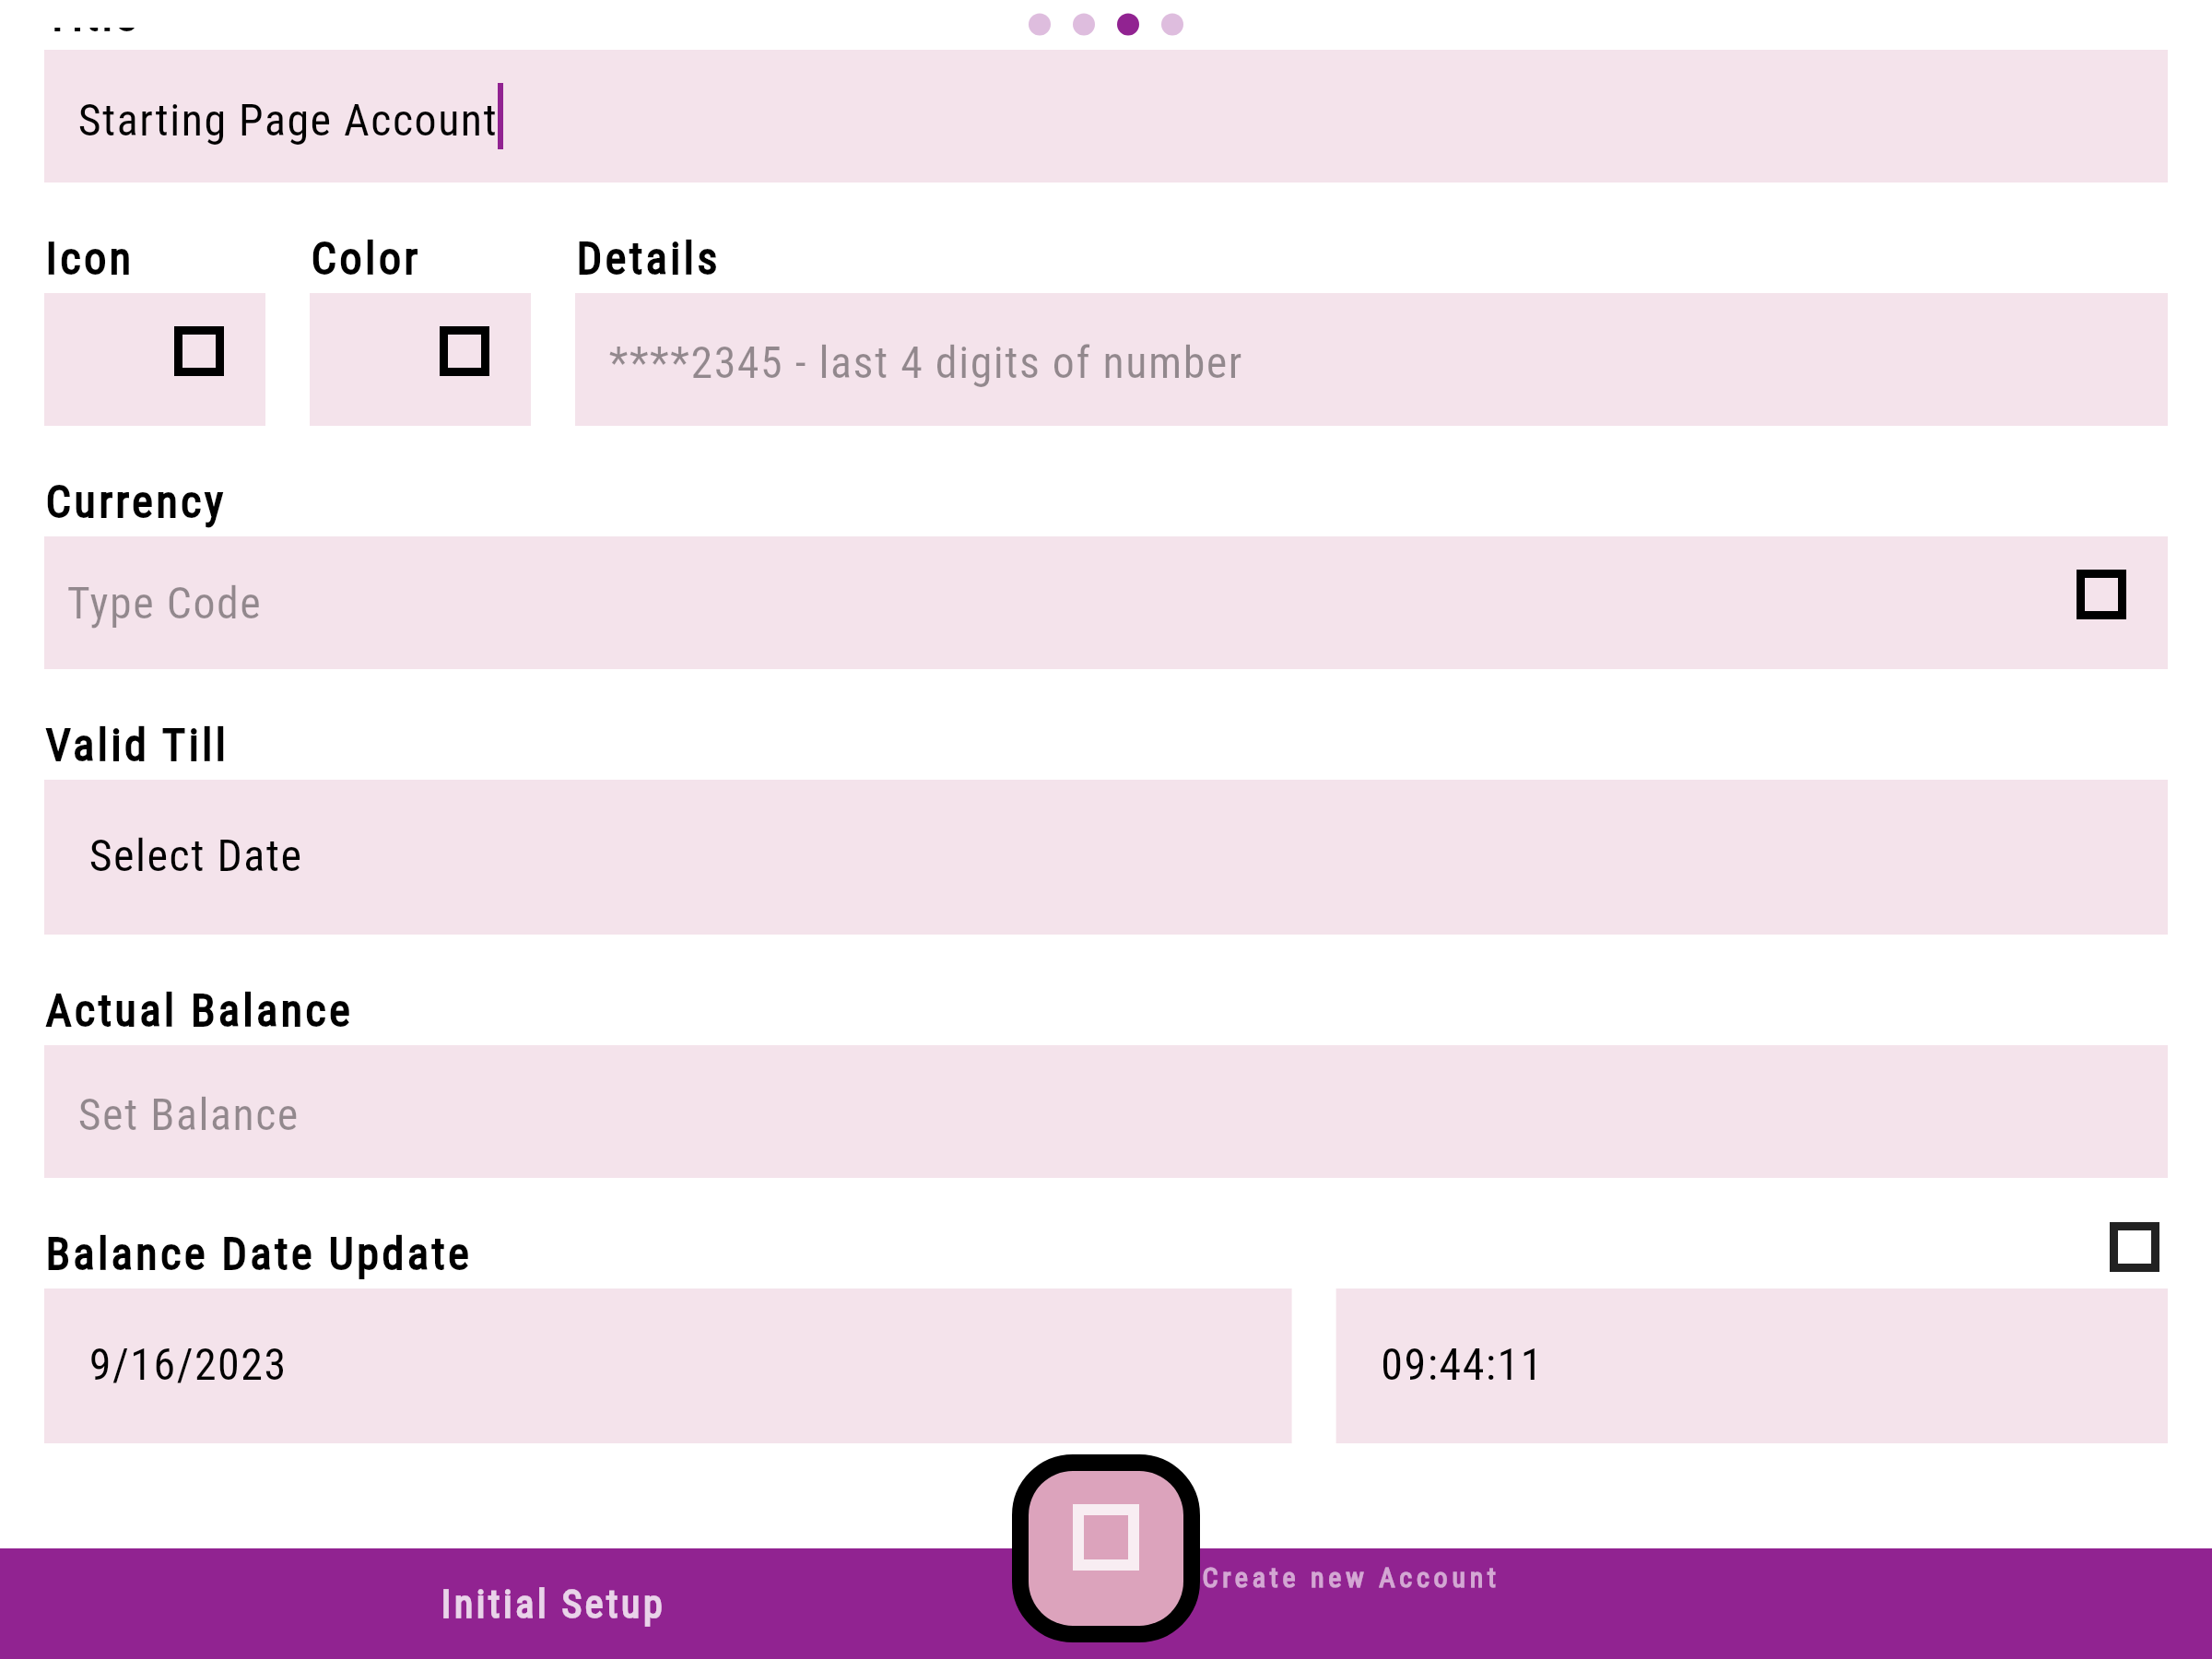 Starting Page Account
Icon Color Details
****2345 - last 4 digits of number
Currency
Type Code
Valid Till
Select Date
Actual Balance
Set Balance
Balance Date Update
9/16/2023 09:44:11
Create new Account
Initial Setup